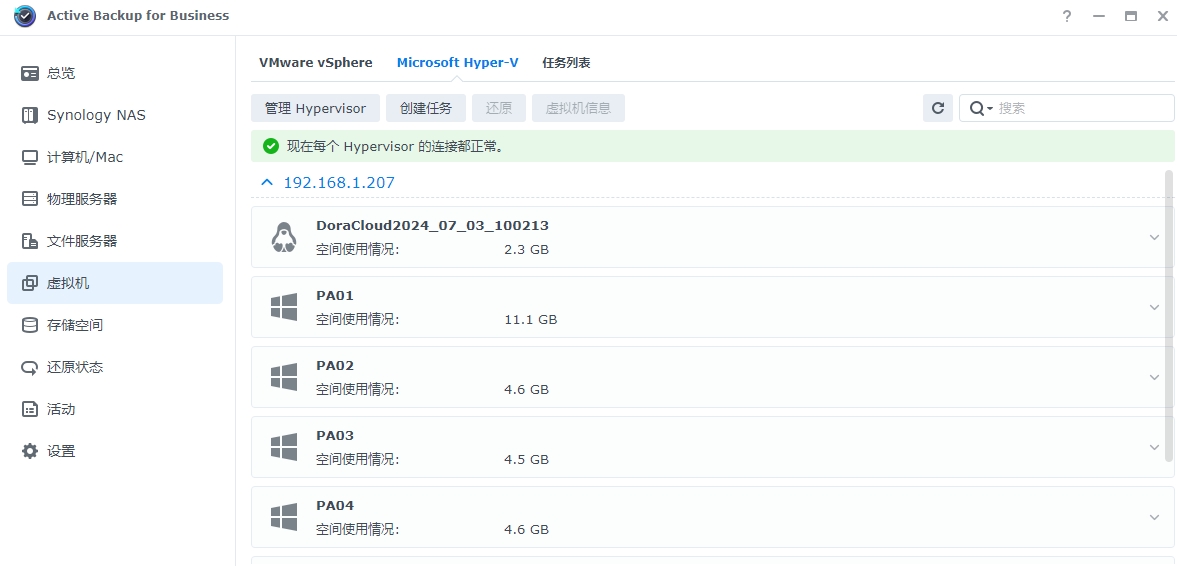 Active Backup for Business
总览
Synology NAS
计算机/Mac
物理服务器
文件服务器
虚拟机
存储空间
还原状态
活动
设置
VMware vSphere Microsoft Hyper-V 任务列表
管理 Hypervisor 创建任务 还原 虚拟机信息 搜索
现在每个 Hypervisor 的连接都正常。
192.168.1.207
DoraCloud2024_07_03_100213
空间使用情况: 2.3 GB
PA01
空间使用情况: 11.1 GB
PA02
空间使用情况: 4.6 GB
PA03
空间使用情况: 4.5 GB
PA04
空间使用情况: 4.6 GB